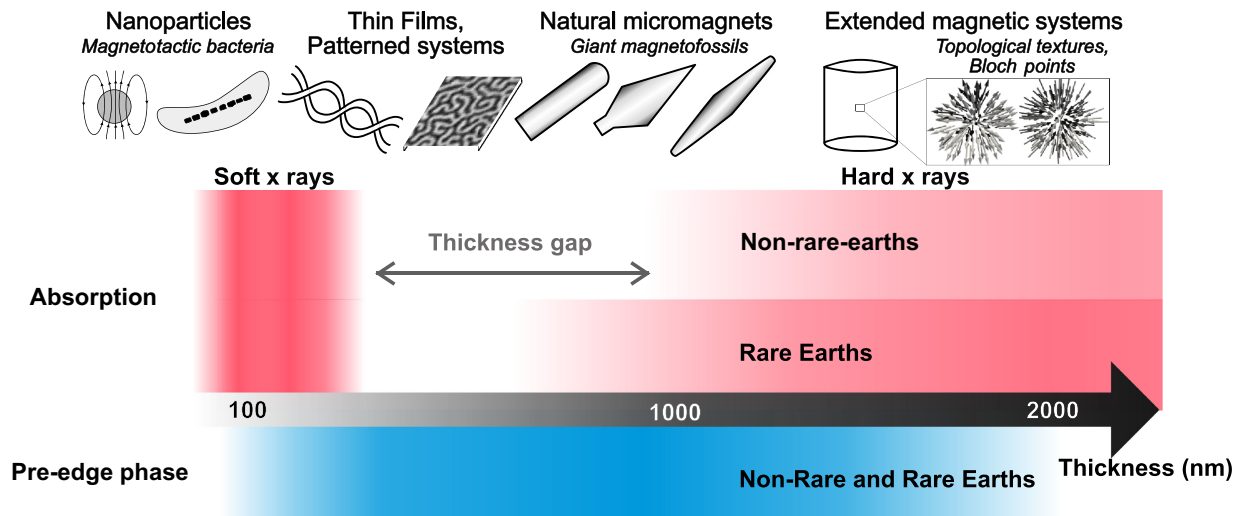 Nanoparticles
Magnetotactic bacteria
Thin Films,
Patterned systems
Natural micromagnets
Giant magnetofossils
Extended magnetic systems
Topological textures,
Bloch points
Soft x rays
Hard x rays
Thickness gap
Non-rare-earths
Absorption
Rare Earths
100
1000
2000
Pre-edge phase
Non-Rare and Rare Earths
Thickness (nm)